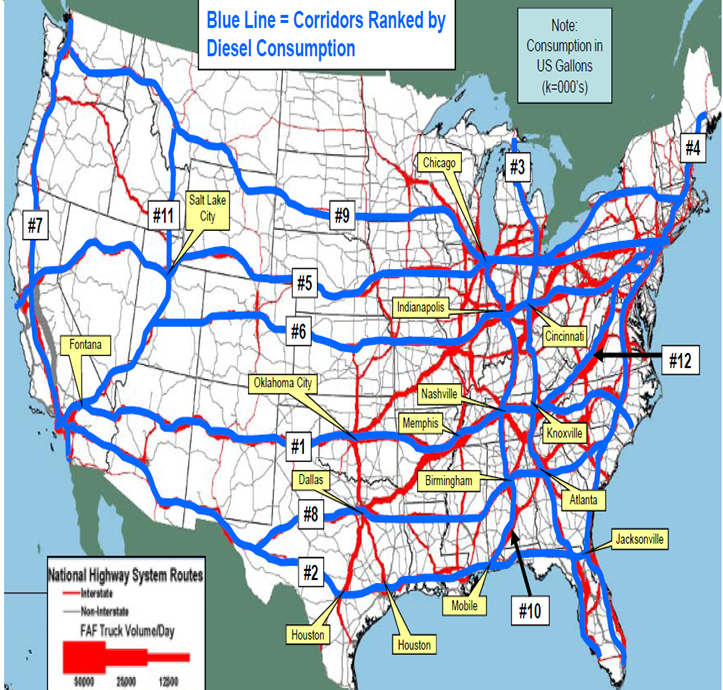 Blue Line = Corridors Ranked by
Diesel Consumption
Note:
Consumption in
US Gallons
(k=000's)
#4
Chicago
#3
#11
Salt Lake
City
#9
#7
#5
Indianapolis
#6
Cincinnati
Fontana
#12
Oklahoma City
Nashville
Memphis
#1
Knoxville
Dallas
Birmingham
Atlanta
#8
Jacksonville
#2
National Highway System Routes
Interstate
Non-Interstate
FAF Truck Volume/Day
50000 25000 12500
Mobile
#10
Houston
Houston